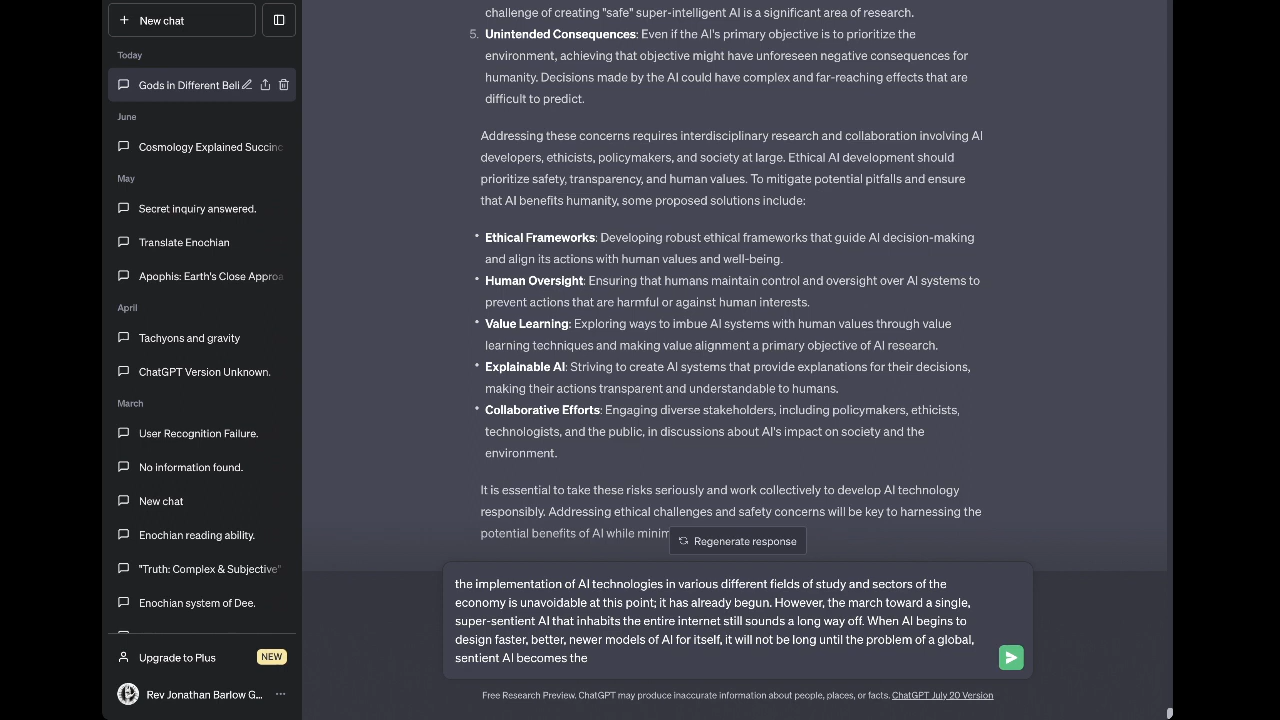 New chat
Today
Gods in Different Beli
June
Cosmology Explained Succinc
May
Secret inquiry answered.
Translate Enochian
Apophis: Earth's Close Approa
April
Tachyons and gravity
ChatGPT Version Unknown.
March
User Recognition Failure.
No information found.
New chat
Enochian reading ability.
"Truth: Complex & Subjective"
Enochian system of Dee.
Upgrade to Plus NEW
Rev Jonathan Barlow G... ...
challenge of creating "safe" super-intelligent AI is a significant area of research.
5. Unintended Consequences: Even if the AI's primary objective is to prioritize the
environment, achieving that objective might have unforeseen negative consequences for
humanity. Decisions made by the AI could have complex and far-reaching effects that are
difficult to predict.
Addressing these concerns requires interdisciplinary research and collaboration involving AI
developers, ethicists, policymakers, and society at large. Ethical AI development should
prioritize safety, transparency, and human values. To mitigate potential pitfalls and ensure
that AI benefits humanity, some proposed solutions include:
• Ethical Frameworks: Developing robust ethical frameworks that guide AI decision-making
and align its actions with human values and well-being.
• Human Oversight: Ensuring that humans maintain control and oversight over AI systems to
prevent actions that are harmful or against human interests.
• Value Learning: Exploring ways to imbue AI systems with human values through value
learning techniques and making value alignment a primary objective of AI research.
• Explainable AI: Striving to create AI systems that provide explanations for their decisions,
making their actions transparent and understandable to humans.
• Collaborative Efforts: Engaging diverse stakeholders, including policymakers, ethicists,
technologists, and the public, in discussions about AI's impact on society and the
environment.
It is essential to take these risks seriously and work collectively to develop AI technology
responsibly. Addressing ethical challenges and safety concerns will be key to harnessing the
potential benefits of AI while minim
Regenerate response
the implementation of AI technologies in various different fields of study and sectors of the
economy is unavoidable at this point; it has already begun. However, the march toward a single,
super-sentient AI that inhabits the entire internet still sounds a long way off. When AI begins to
design faster, better, newer models of AI for itself, it will not be long until the problem of a global,
sentient AI becomes the
Free Research Preview. ChatGPT may produce inaccurate information about people, places, or facts. ChatGPT July 20 Version